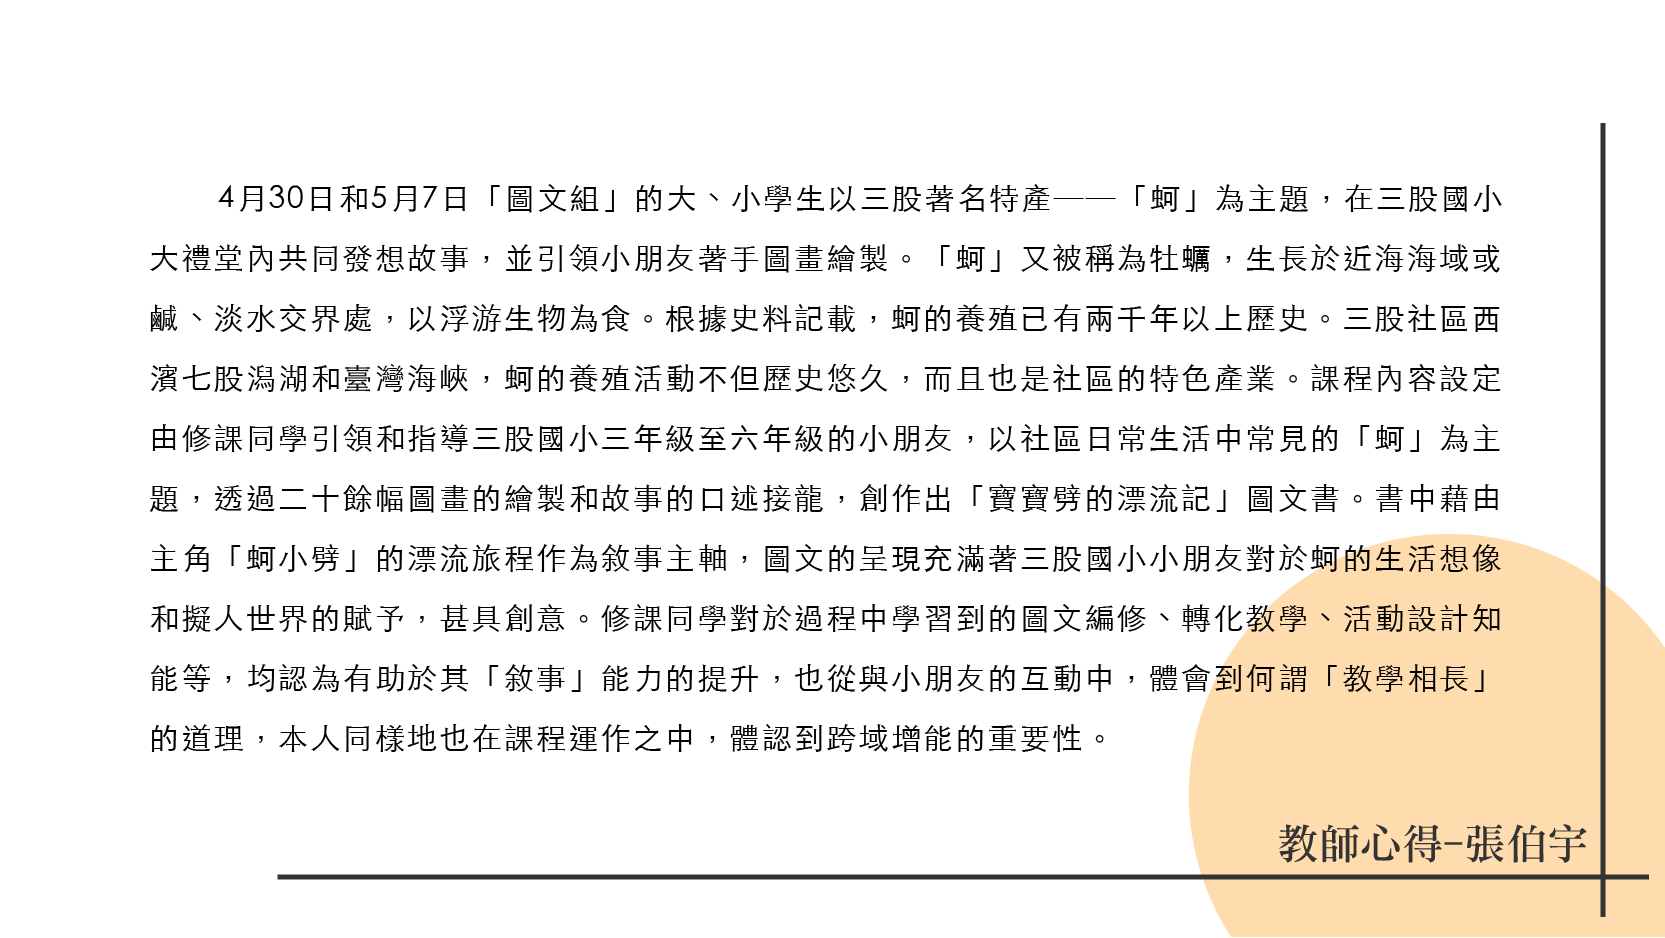 4月30日和5月7日「圖文組」的大、小學生以三股著名特產——「蚵」為主題，在三股國小
大禮堂內共同發想故事，並引領小朋友著手圖畫繪製。「蚵」又被稱為牡蠣，生長於近海海域或
鹹、淡水交界處，以浮游生物為食。根據史料記載，蚵的養殖已有兩千年以上歷史。三股社區西
濱七股潟湖和臺灣海峽，蚵的養殖活動不但歷史悠久，而且也是社區的特色產業。課程內容設定
由修課同學引領和指導三股國小三年級至六年級的小朋友，以社區日常生活中常見的「蚵」為主
題，透過二十餘幅圖畫的繪製和故事的口述接龍，創作出「寶寶劈的漂流記」圖文書。書中藉由
主角「蚵小劈」的漂流旅程作為敘事主軸，圖文的呈現充滿著三股國小小朋友對於蚵的生活想像
和擬人世界的賦予，甚具創意。修課同學對於過程中學習到的圖文編修、轉化教學、活動設計知
能等，均認為有助於其「敘事」能力的提升，也從與小朋友的互動中，體會到何謂「教學相長」
的道理，本人同樣地也在課程運作之中，體認到跨域增能的重要性。
教師心得-張伯宇